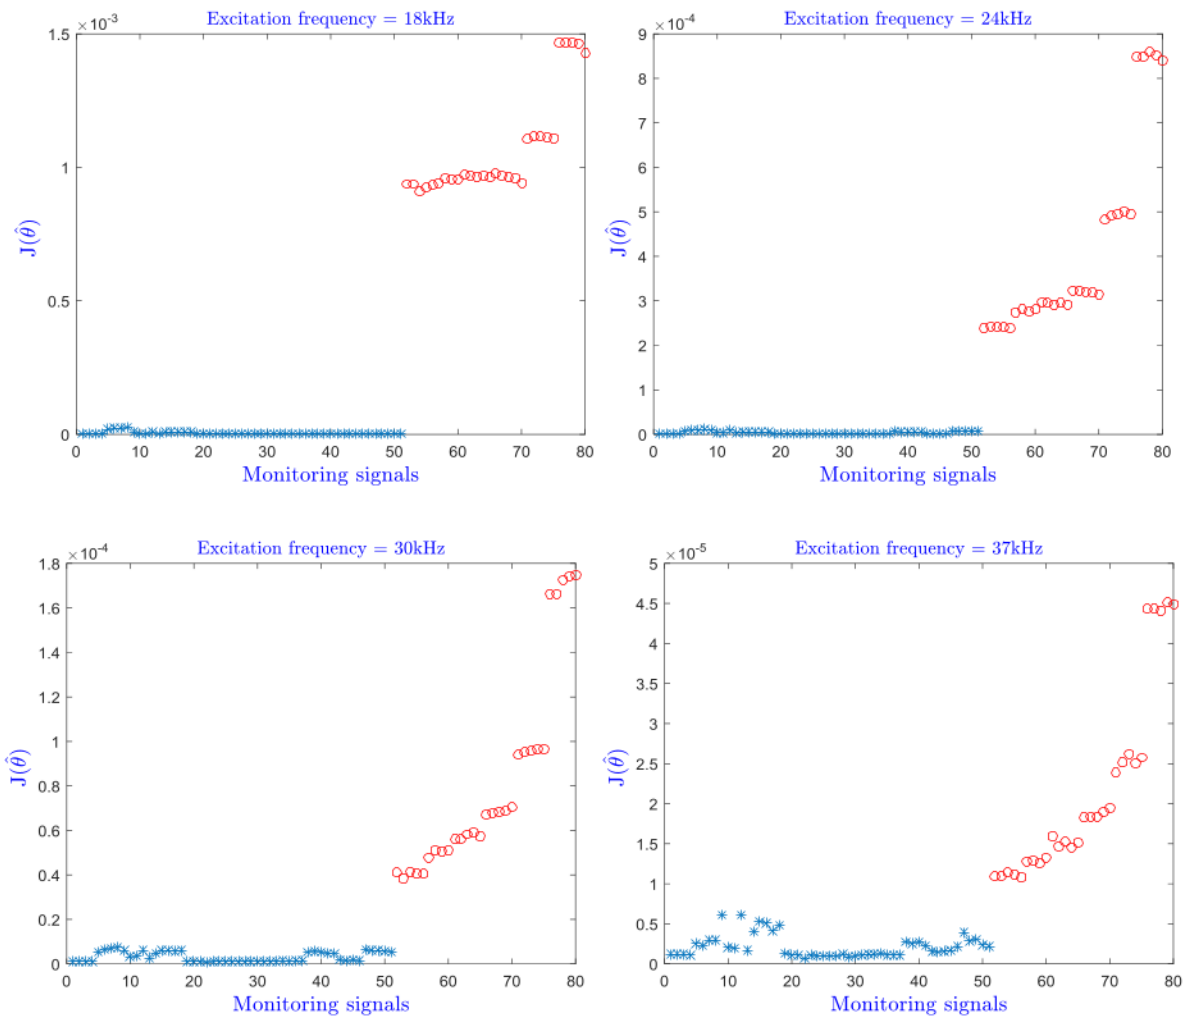 Excitation frequency = 18kHz
×10⁻³
1.5
1
0.5
0
J(θ̂)
0 10 20 30 40 50 60 70 80
Monitoring signals
Excitation frequency = 24kHz
×10⁻⁴
9
8
7
6
5
4
3
2
1
0
J(θ̂)
0 10 20 30 40 50 60 70 80
Monitoring signals
Excitation frequency = 30kHz
×10⁻⁴
1.8
1.6
1.4
1.2
1
0.8
0.6
0.4
0.2
0
J(θ̂)
0 10 20 30 40 50 60 70 80
Monitoring signals
Excitation frequency = 37kHz
×10⁻⁵
5
4.5
4
3.5
3
2.5
2
1.5
1
0.5
0
J(θ̂)
0 10 20 30 40 50 60 70 80
Monitoring signals